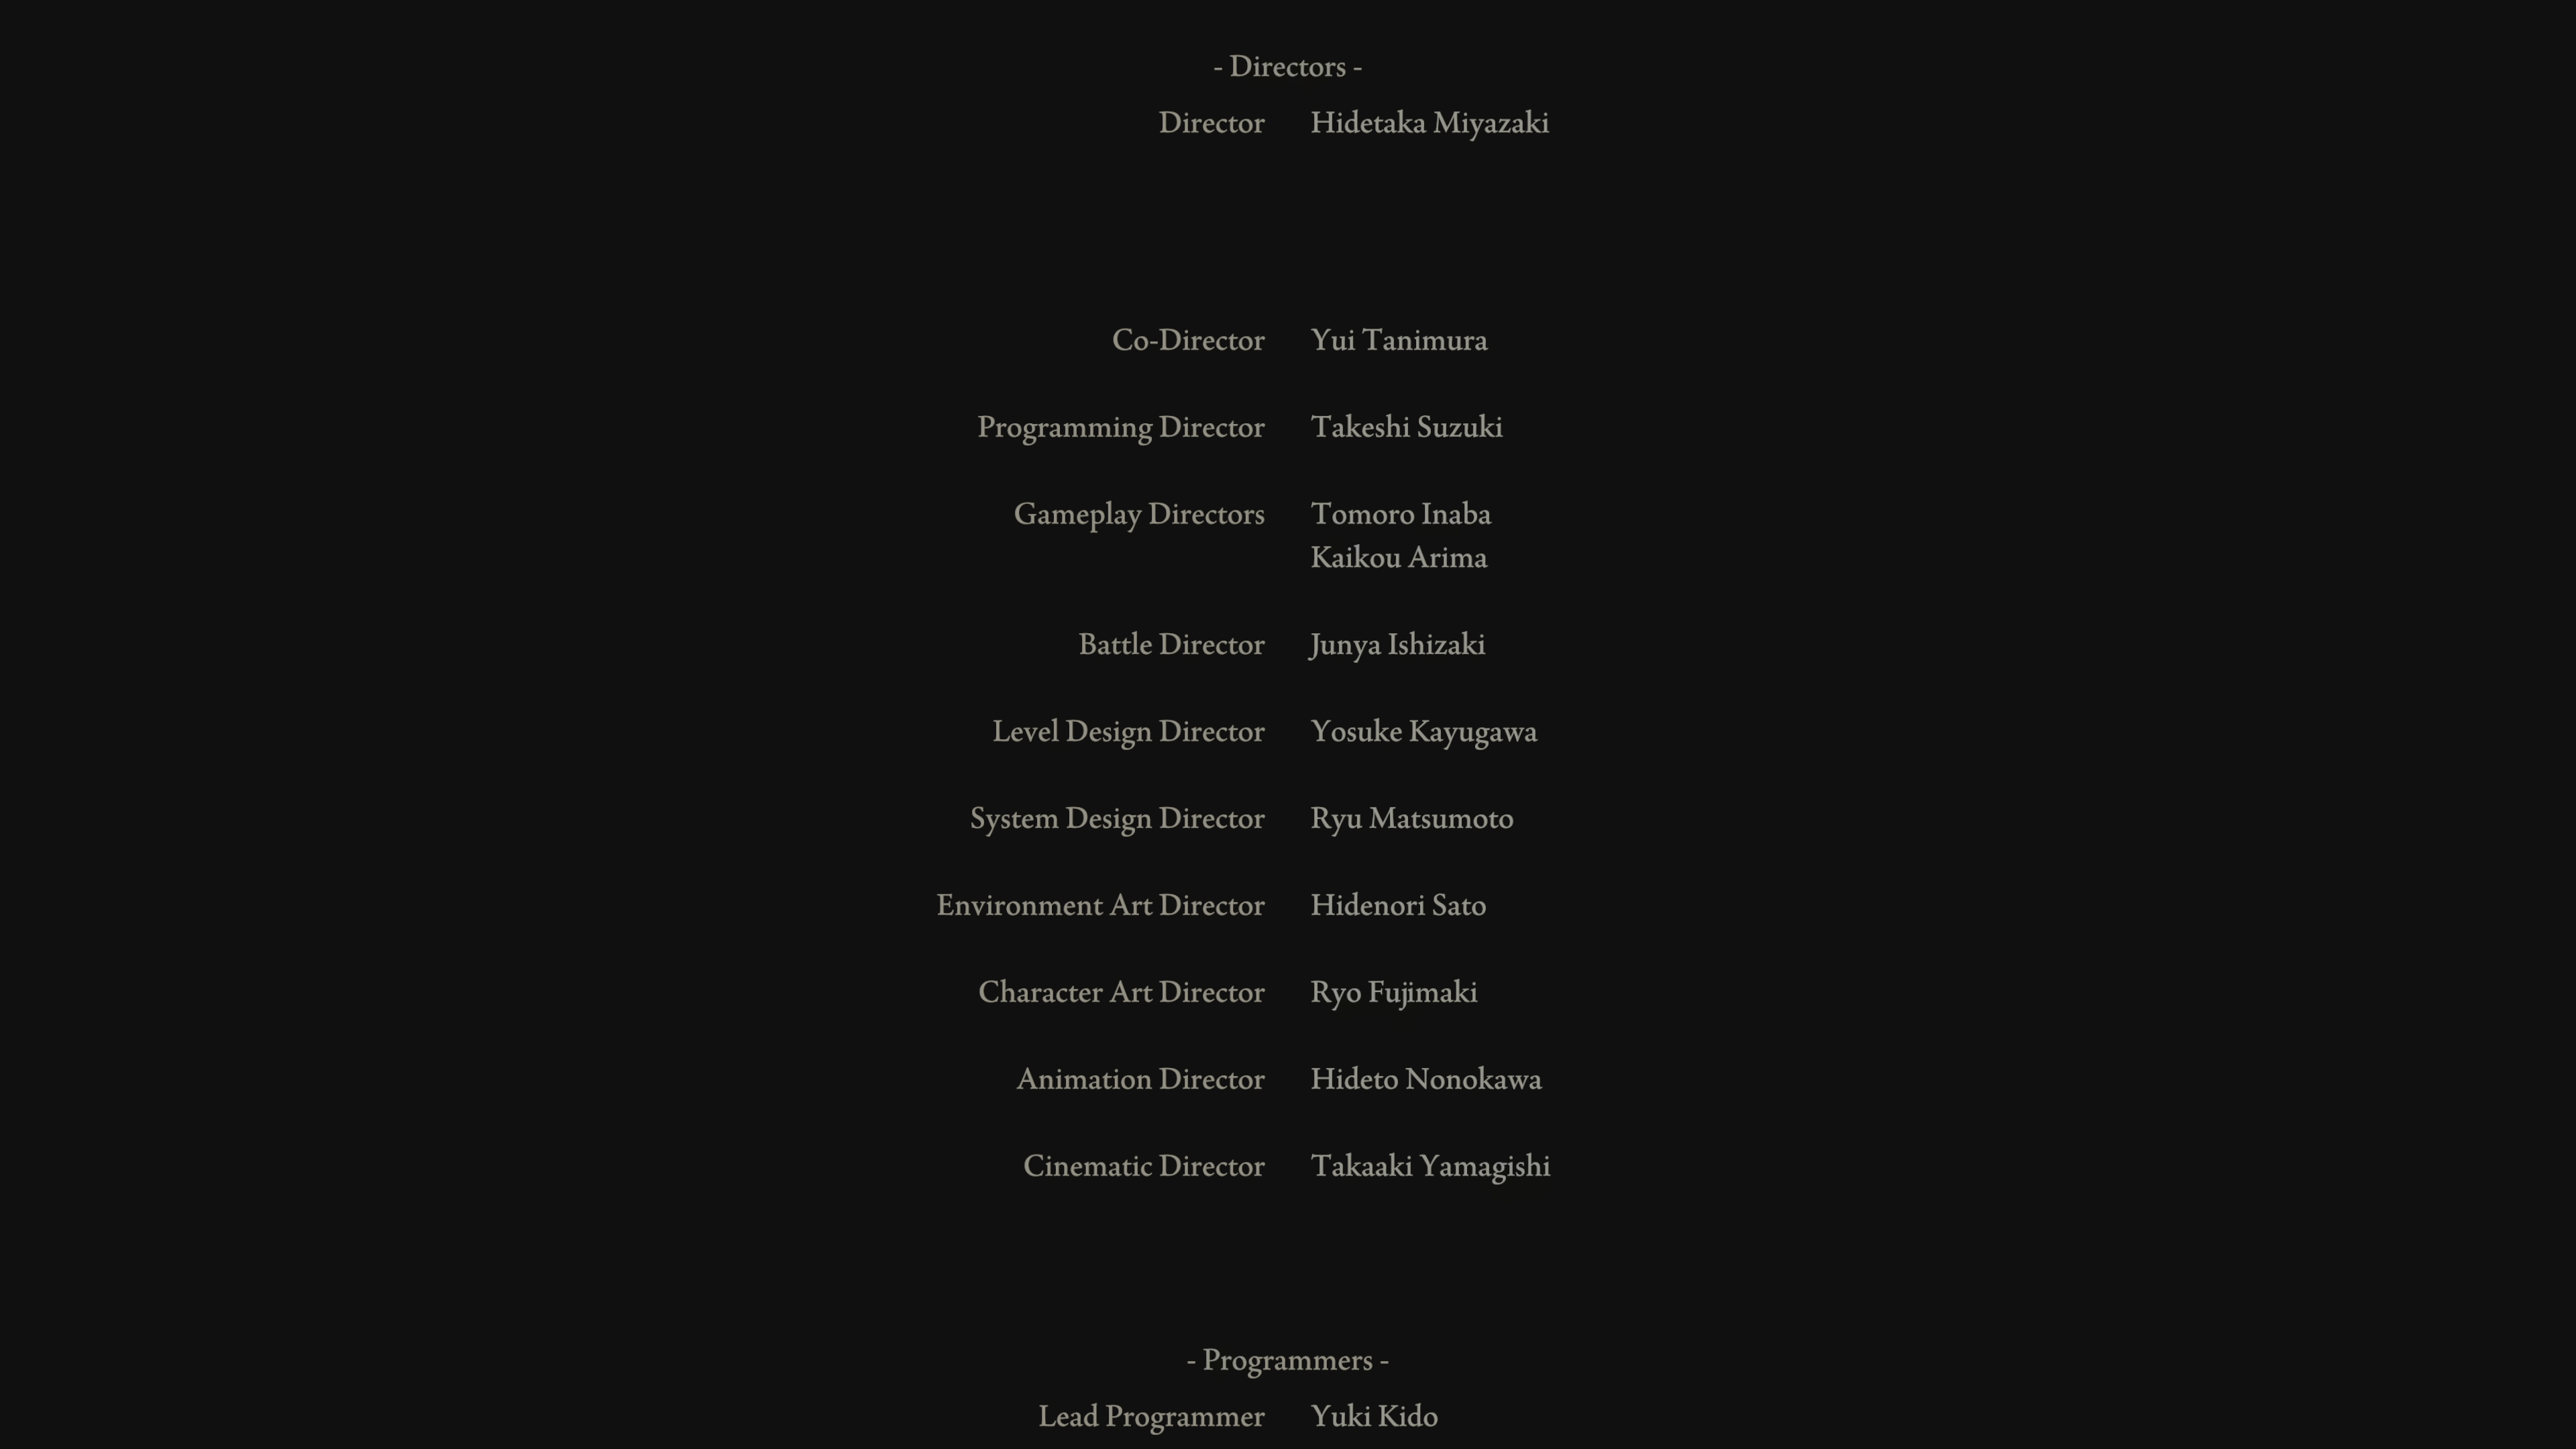 - Directors -
Director Hidetaka Miyazaki
Co-Director Yui Tanimura
Programming Director Takeshi Suzuki
Gameplay Directors Tomoro Inaba
Kaikou Arima
Battle Director Junya Ishizaki
Level Design Director Yosuke Kayugawa
System Design Director Ryu Matsumoto
Environment Art Director Hidenori Sato
Character Art Director Ryo Fujimaki
Animation Director Hideto Nonokawa
Cinematic Director Takaaki Yamagishi
- Programmers -
Lead Programmer Yuki Kido